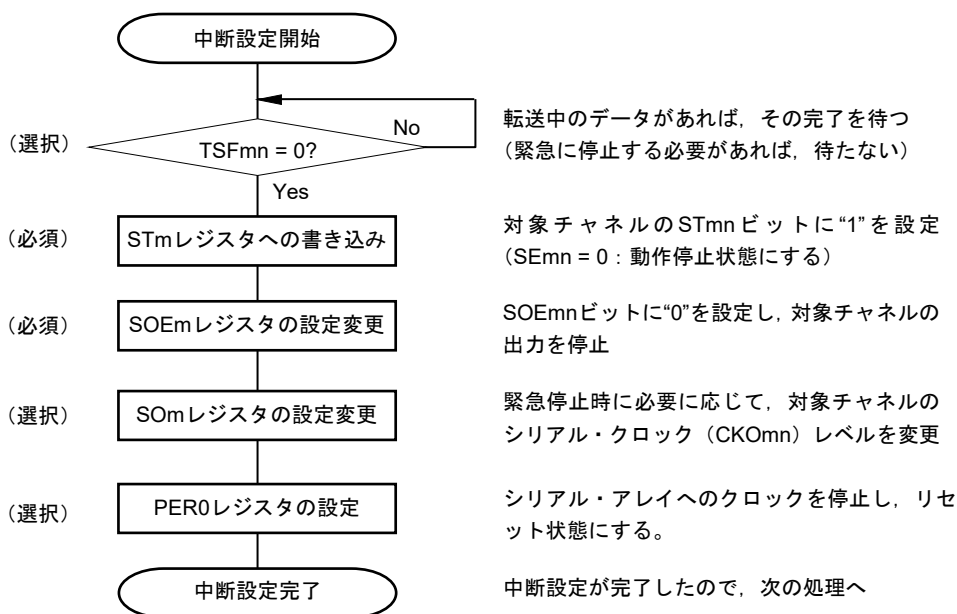 中断設定開始
（選択）
TSFmn = 0?
No
転送中のデータがあれば，その完了を待つ
（緊急に停止する必要があれば，待たない）
Yes
（必須）
STmレジスタへの書き込み
対象チャネルのSTmnビットに“1”を設定
（SEmn = 0：動作停止状態にする）
（必須）
SOEmレジスタの設定変更
SOEmnビットに“0”を設定し，対象チャネルの
出力を停止
（選択）
SOmレジスタの設定変更
緊急停止時に必要に応じて，対象チャネルの
シリアル・クロック（CKOmn）レベルを変更
（選択）
PER0レジスタの設定
シリアル・アレイへのクロックを停止し，リセ
ット状態にする。
中断設定完了
中断設定が完了したので，次の処理へ